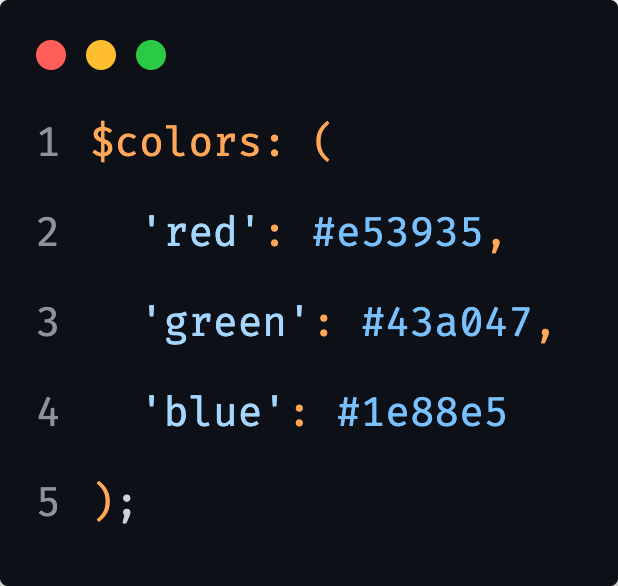 1 $colors: (
2   'red': #e53935,
3   'green': #43a047,
4   'blue': #1e88e5
5 );